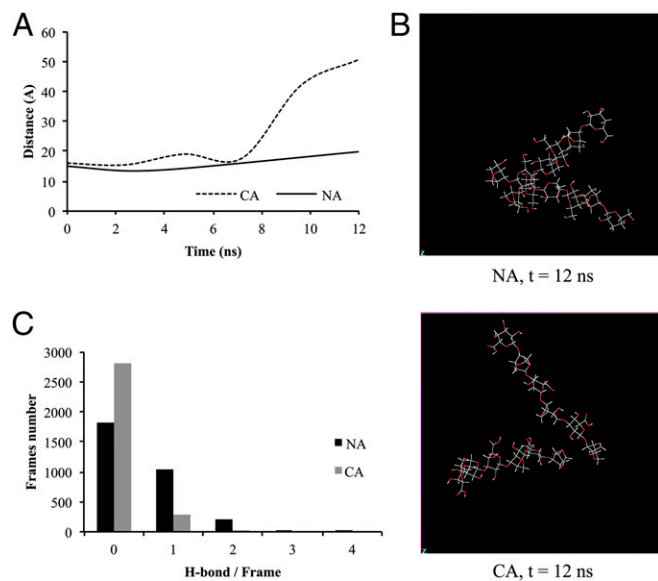 A
60
50
40
30
20
10
0
Distance (A)
CA
NA
0
2
4
6
8
10
12
Time (ns)
B
z
NA, t = 12 ns
C
3000
2500
2000
1500
1000
500
0
Frames number
NA
CA
0
1
2
3
4
H-bond / Frame
z
CA, t = 12 ns